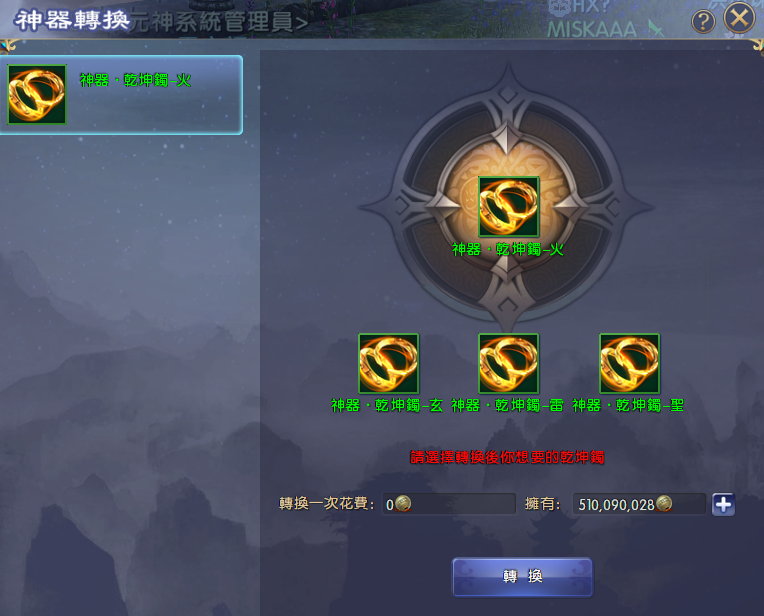 神器轉換
元神系統管理員>
HX?
MISKAAA
神器·乾坤鐲-火
神器·乾坤鐲-火
神器·乾坤鐲-玄 神器·乾坤鐲-雷 神器·乾坤鐲-聖
請選擇轉換後你想要的乾坤鐲
轉換一次花費: 0 擁有: 510,090,028
轉 換